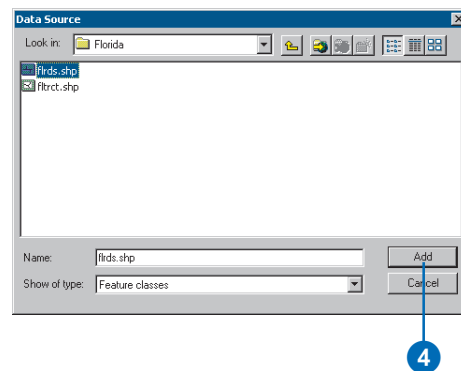 Data Source
Look in: Florida
flrds.shp
fltrct.shp
Name: flrds.shp Add
Show of type: Feature classes Cancel
4